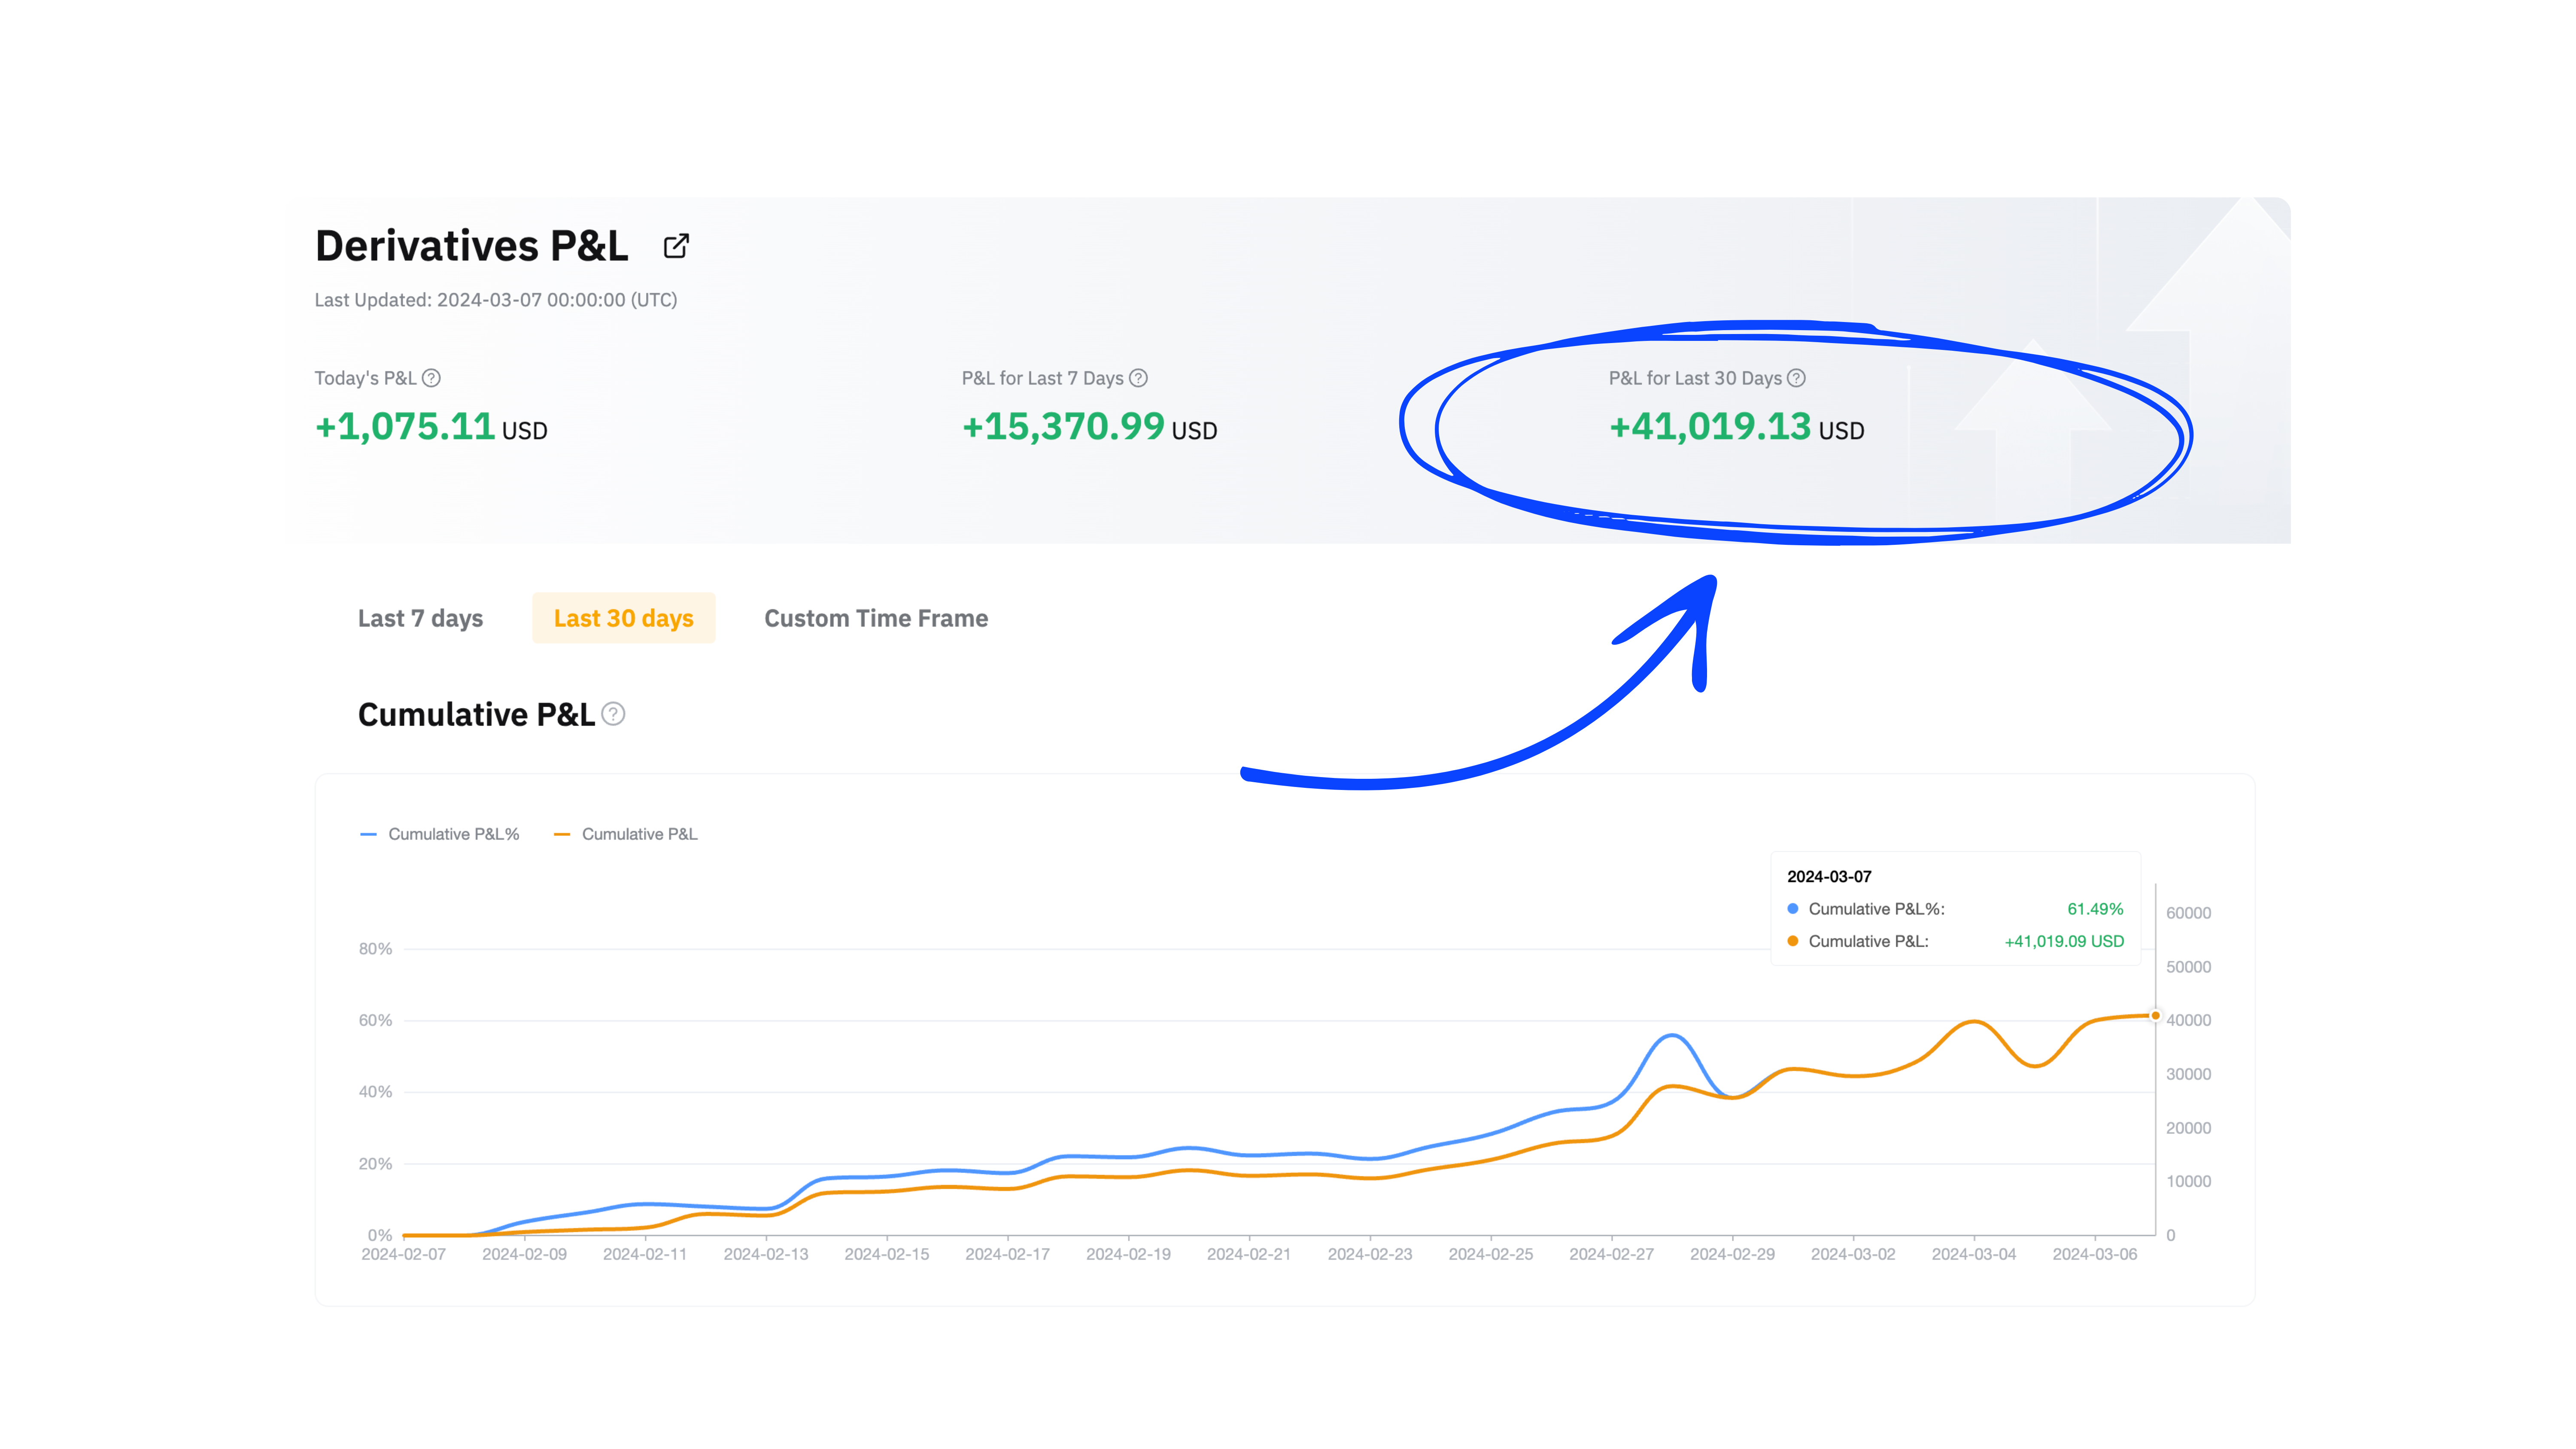 Derivatives P&L
Last Updated: 2024-03-07 00:00:00 (UTC)
Today's P&L ? P&L for Last 7 Days ? P&L for Last 30 Days ?
+1,075.11 USD +15,370.99 USD +41,019.13 USD
Last 7 days Last 30 days Custom Time Frame
Cumulative P&L ?
Cumulative P&L% Cumulative P&L
2024-03-07
Cumulative P&L%: 61.49%
Cumulative P&L: +41,019.09 USD
80%
60%
40%
20%
0%
60000
50000
40000
30000
20000
10000
0
2024-02-07 2024-02-09 2024-02-11 2024-02-13 2024-02-15 2024-02-17 2024-02-19 2024-02-21 2024-02-23 2024-02-25 2024-02-27 2024-02-29 2024-03-02 2024-03-04 2024-03-06